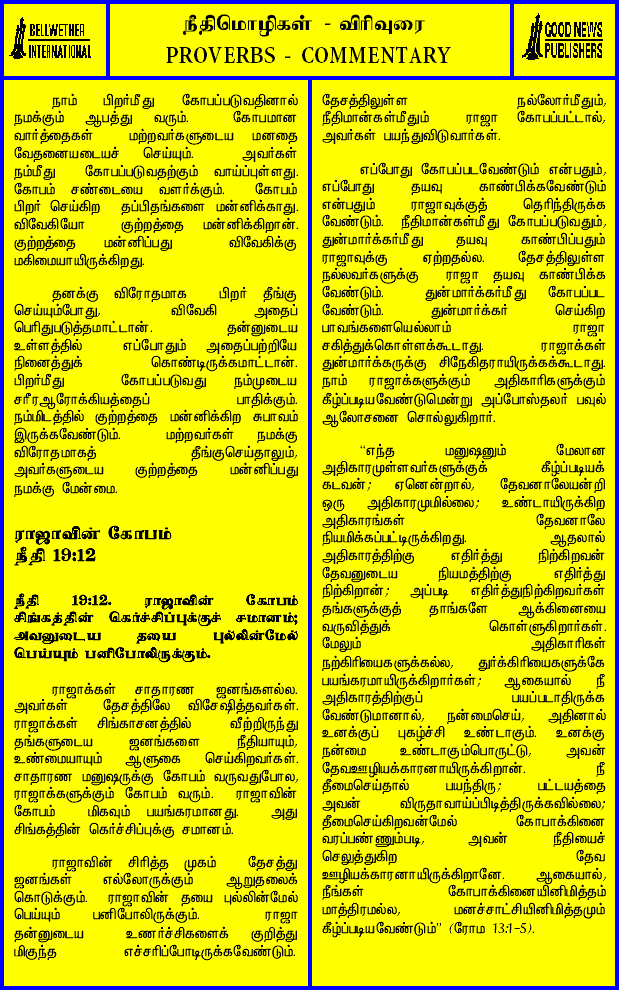 BELLWETHER
INTERNATIONAL
நீதிமொழிகள் - விரிவுரை
PROVERBS - COMMENTARY
GOOD NEWS
PUBLISHERS
நாம் பிறர்மீது கோபப்படுவதினால்
நமக்கும் ஆபத்து வரும். கோபமான
வார்த்தைகள் மற்றவர்களுடைய மனதை
வேதனையடையச் செய்யும். அவர்கள்
நம்மீது கோபப்படுவதற்கும் வாய்ப்புள்ளது.
கோபம் சண்டையை வளர்க்கும். கோபம்
பிறர் செய்கிற தப்பிதங்களை மன்னிக்காது.
விவேகியோ குற்றத்தை மன்னிக்கிறான்.
குற்றத்தை மன்னிப்பது விவேகிக்கு
மகிமையாயிருக்கிறது.
தனக்கு விரோதமாக பிறர் தீங்கு
செய்யும்போது, விவேகி அதைப்
பெரிதுபடுத்தமாட்டான். தன்னுடைய
உள்ளத்தில் எப்போதும் அதைப்பற்றியே
நினைத்துக் கொண்டிருக்கமாட்டான்.
பிறர்மீது கோபப்படுவது நம்முடைய
சரீரஆரோக்கியத்தைப் பாதிக்கும்.
நம்மிடத்தில் குற்றத்தை மன்னிக்கிற சுபாவம்
இருக்கவேண்டும். மற்றவர்கள் நமக்கு
விரோதமாகத் தீங்குசெய்தாலும்,
அவர்களுடைய குற்றத்தை மன்னிப்பது
நமக்கு மேன்மை.
ராஜாவின் கோபம்
நீதி 19:12
நீதி 19:12. ராஜாவின் கோபம்
சிங்கத்தின் கெர்ச்சிப்புக்குச் சமானம்;
அவனுடைய தயை புல்லின்மேல்
பெய்யும் பனிபோலிருக்கும்.
ராஜாக்கள் சாதாரண ஜனங்களல்ல.
அவர்கள் தேசத்திலே விசேஷித்தவர்கள்.
ராஜாக்கள் சிங்காசனத்தில் வீற்றிருந்து
தங்களுடைய ஜனங்களை நீதியாயும்,
உண்மையாயும் ஆளுகை செய்கிறவர்கள்.
சாதாரண மனுஷருக்கு கோபம் வருவதுபோல,
ராஜாக்களுக்கும் கோபம் வரும். ராஜாவின்
கோபம் மிகவும் பயங்கரமானது. அது
சிங்கத்தின் கெர்ச்சிப்புக்கு சமானம்.
ராஜாவின் சிரித்த முகம் தேசத்து
ஜனங்கள் எல்லோருக்கும் ஆறுதலைக்
கொடுக்கும். ராஜாவின் தயை புல்லின்மேல்
பெய்யும் பனிபோலிருக்கும். ராஜா
தன்னுடைய உணர்ச்சிகளைக் குறித்து
மிகுந்த எச்சரிப்போடிருக்கவேண்டும்.
தேசத்திலுள்ள நல்லோர்மீதும்,
நீதிமான்கள்மீதும் ராஜா கோபப்பட்டால்,
அவர்கள் பயந்துவிடுவார்கள்.
எப்போது கோபப்படவேண்டும் என்பதும்,
எப்போது தயவு காண்பிக்கவேண்டும்
என்பதும் ராஜாவுக்குத் தெரிந்திருக்க
வேண்டும். நீதிமான்கள்மீது கோபப்படுவதும்,
துன்மார்க்கர்மீது தயவு காண்பிப்பதும்
ராஜாவுக்கு ஏற்றதல்ல. தேசத்திலுள்ள
நல்லவர்களுக்கு ராஜா தயவு காண்பிக்க
வேண்டும். துன்மார்க்கர்மீது கோபப்பட
வேண்டும். துன்மார்க்கர் செய்கிற
பாவங்களையெல்லாம் ராஜா
சகித்துக்கொள்ளக்கூடாது. ராஜாக்கள்
துன்மார்க்கருக்கு சிநேகிதராயிருக்கக்கூடாது.
நாம் ராஜாக்களுக்கும் அதிகாரிகளுக்கும்
கீழ்ப்படியவேண்டுமென்று அப்போஸ்தலர் பவுல்
ஆலோசனை சொல்லுகிறார்.
“எந்த மனுஷனும் மேலான
அதிகாரமுள்ளவர்களுக்குக் கீழ்ப்படியக்
கடவன்; ஏனென்றால், தேவனாலேயன்றி
ஒரு அதிகாரமுமில்லை; உண்டாயிருக்கிற
அதிகாரங்கள் தேவனாலே
நியமிக்கப்பட்டிருக்கிறது. ஆதலால்
அதிகாரத்திற்கு எதிர்த்து நிற்கிறவன்
தேவனுடைய நியமத்திற்கு எதிர்த்து
நிற்கிறான்; அப்படி எதிர்த்துநிற்கிறவர்கள்
தங்களுக்குத் தாங்களே ஆக்கினையை
வருவித்துக் கொள்ளுகிறார்கள்.
மேலும் அதிகாரிகள்
நற்கிரியைகளுக்கல்ல, துர்க்கிரியைகளுக்கே
பயங்கரமாயிருக்கிறார்கள்; ஆகையால் நீ
அதிகாரத்திற்குப் பயப்படாதிருக்க
வேண்டுமானால், நன்மைசெய், அதினால்
உனக்குப் புகழ்ச்சி உண்டாகும். உனக்கு
நன்மை உண்டாகும்பொருட்டு, அவன்
தேவஊழியக்காரனாயிருக்கிறான். நீ
தீமைசெய்தால் பயந்திரு; பட்டயத்தை
அவன் விருதாவாய்ப்பிடித்திருக்கவில்லை;
தீமைசெய்கிறவன்மேல் கோபாக்கினை
வரப்பண்ணும்படி, அவன் நீதியைச்
செலுத்துகிற தேவ
ஊழியக்காரனாயிருக்கிறானே. ஆகையால்,
நீங்கள் கோபாக்கினையினிமித்தம்
மாத்திரமல்ல, மனச்சாட்சியினிமித்தமும்
கீழ்ப்படியவேண்டும்” (ரோம 13:1-5).